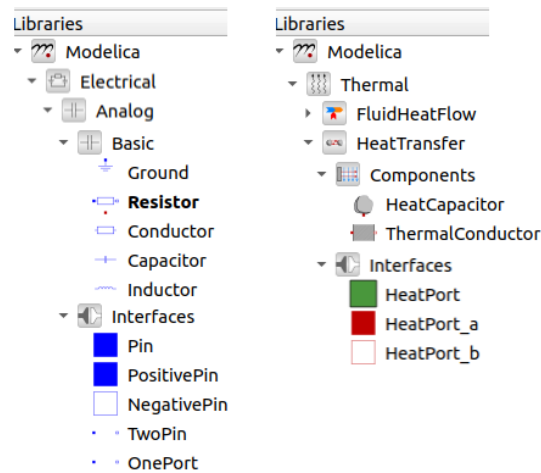 Libraries
Modelica
Electrical
Analog
Basic
Ground
Resistor
Conductor
Capacitor
Inductor
Interfaces
Pin
PositivePin
NegativePin
TwoPin
OnePort
Libraries
Modelica
Thermal
FluidHeatFlow
HeatTransfer
Components
HeatCapacitor
ThermalConductor
Interfaces
HeatPort
HeatPort_a
HeatPort_b